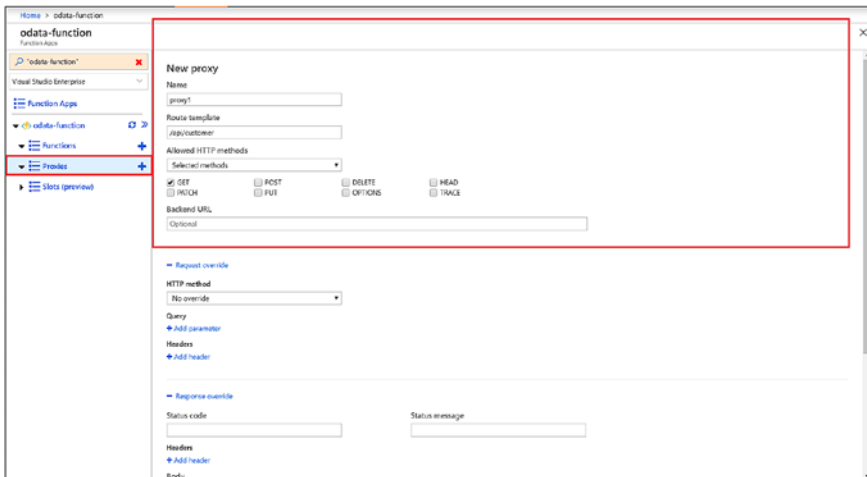 Home > odata-function
odata-function
Function Apps
"odata-function"
Visual Studio Enterprise
Function Apps
odata-function
Functions
Proxies
Slots (preview)
New proxy
Name
proxy1
Route template
/api/customer
Allowed HTTP methods
Selected methods
GET POST DELETE HEAD
PATCH PUT OPTIONS TRACE
Backend URL
Optional
Request override
HTTP method
No override
Query
+ Add parameter
Headers
+ Add header
Response override
Status code Status message
Headers
+ Add header
Body